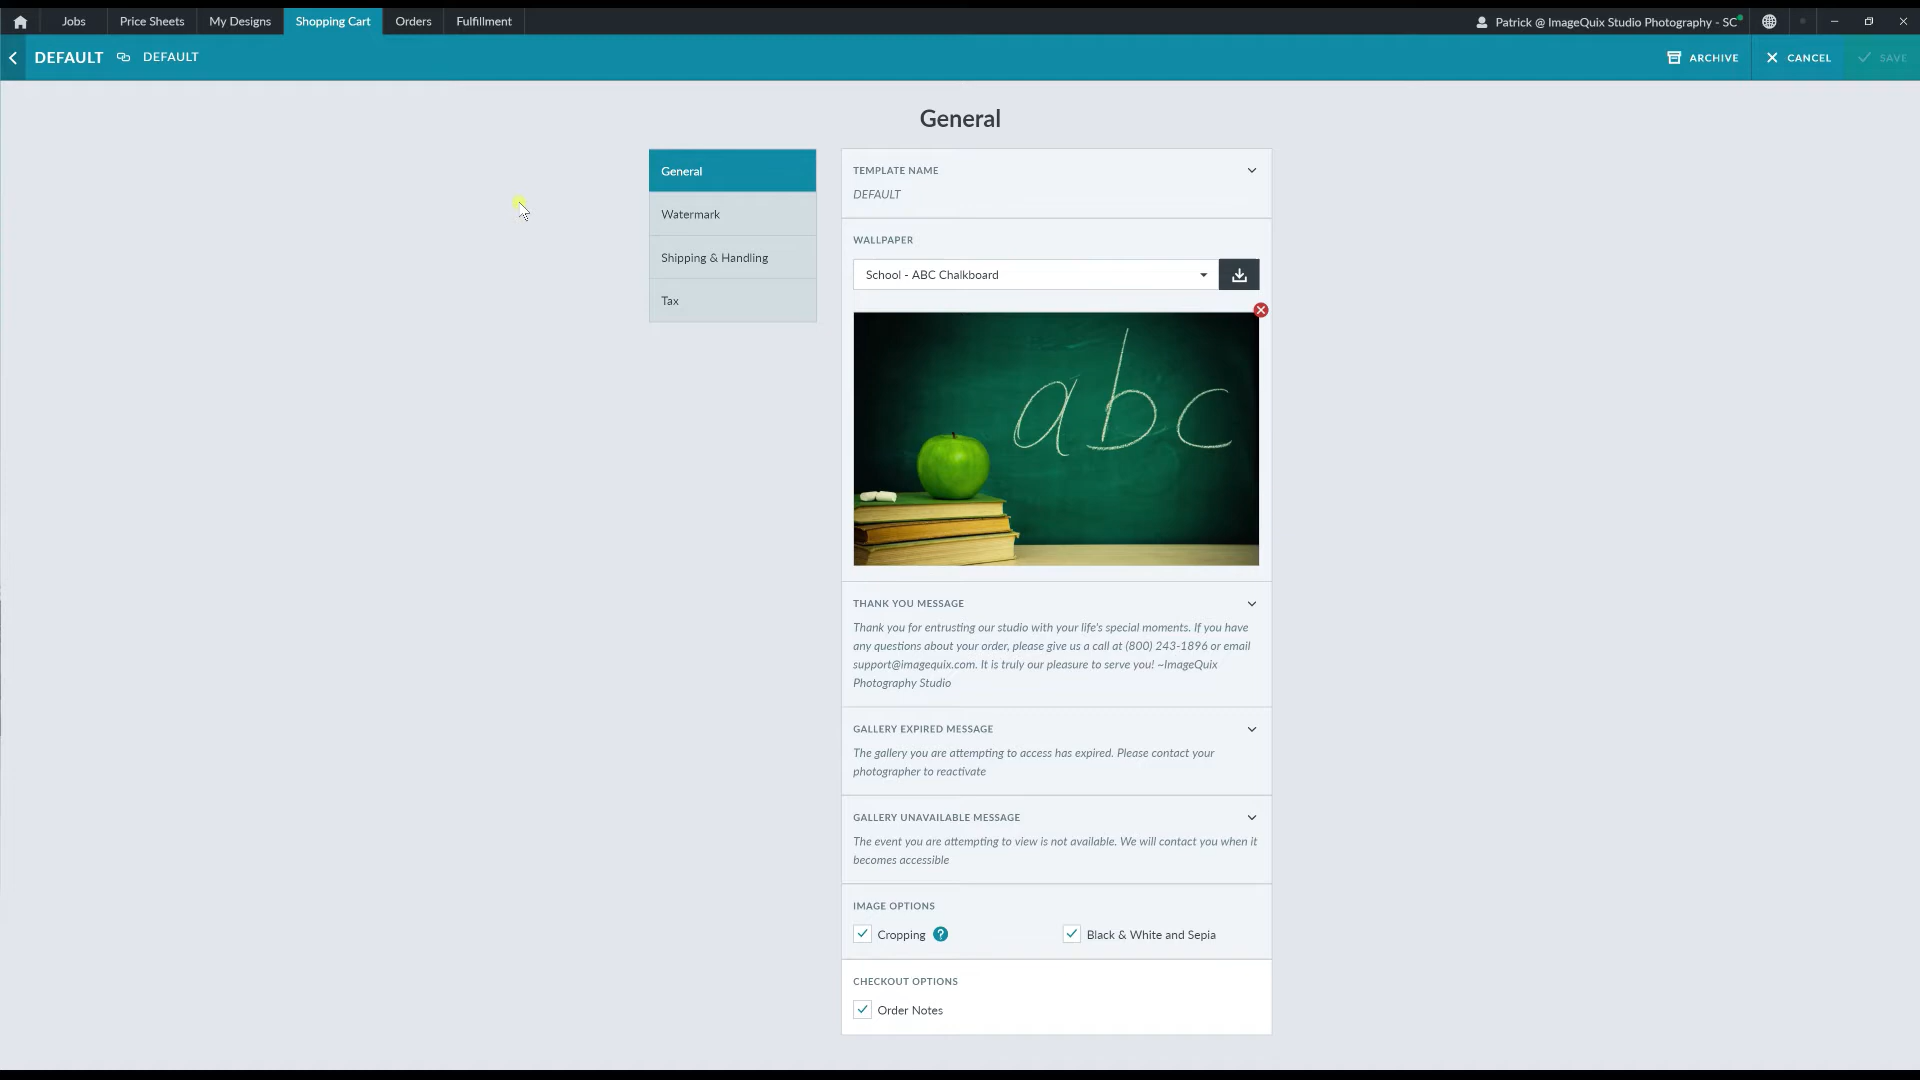 Jobs
Price Sheets
My Designs
Shopping Cart
Orders
Fulfillment
Patrick @ ImageQuix Studio Photography - SC
DEFAULT
DEFAULT
ARCHIVE
CANCEL
SAVE
General
General
Watermark
Shipping & Handling
Tax
TEMPLATE NAME
DEFAULT
WALLPAPER
School - ABC Chalkboard
abc
THANK YOU MESSAGE
Thank you for entrusting our studio with your life's special moments. If you have
any questions about your order, please give us a call at (800) 243-1896 or email
support@imagequix.com. It is truly our pleasure to serve you! ~ImageQuix
Photography Studio
GALLERY EXPIRED MESSAGE
The gallery you are attempting to access has expired. Please contact your
photographer to reactivate
GALLERY UNAVAILABLE MESSAGE
The event you are attempting to view is not available. We will contact you when it
becomes accessible
IMAGE OPTIONS
Cropping ?
Black & White and Sepia
CHECKOUT OPTIONS
Order Notes